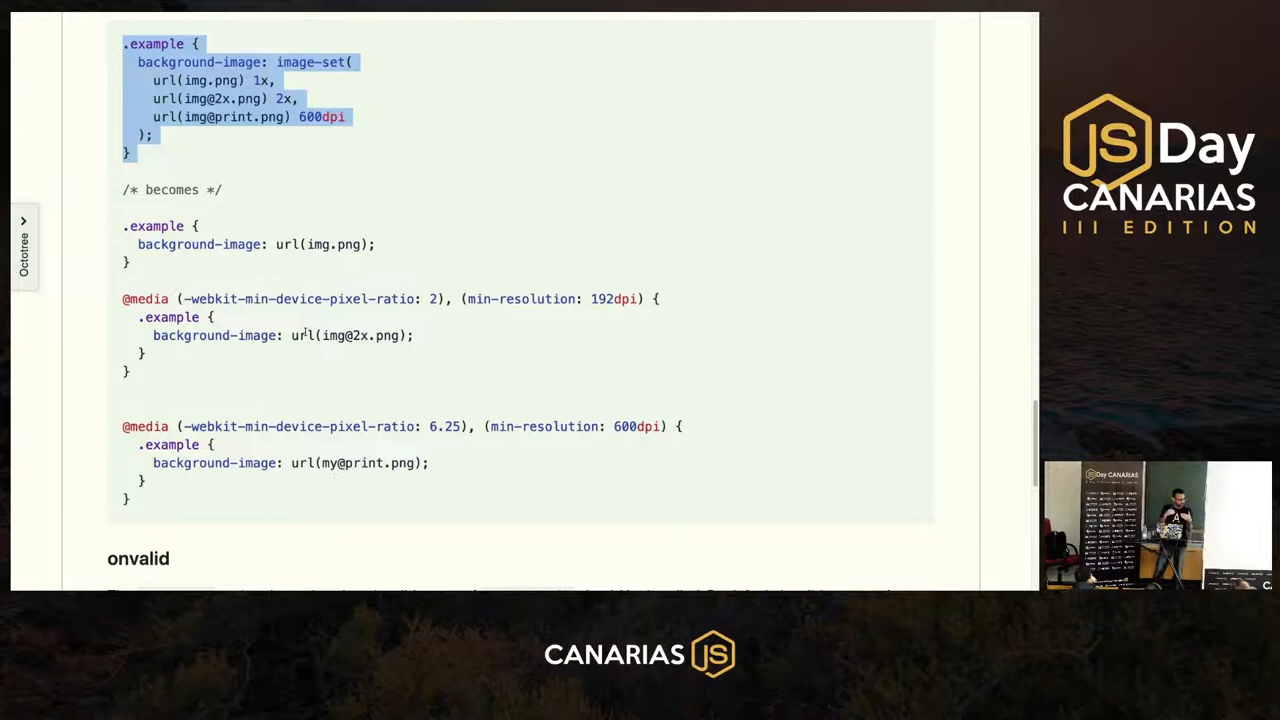 .example {
background-image: image-set(
url(img.png) 1x,
url(img@2x.png) 2x,
url(img@print.png) 600dpi
);
}
/* becomes */
.example {
background-image: url(img.png);
}
@media (-webkit-min-device-pixel-ratio: 2), (min-resolution: 192dpi) {
.example {
background-image: url(img@2x.png);
}
}
@media (-webkit-min-device-pixel-ratio: 6.25), (min-resolution: 600dpi) {
.example {
background-image: url(my@print.png);
}
}
onvalid
Octotree
JS Day
CANARIAS
III EDITION
Day CANARIAS
CANARIAS JS